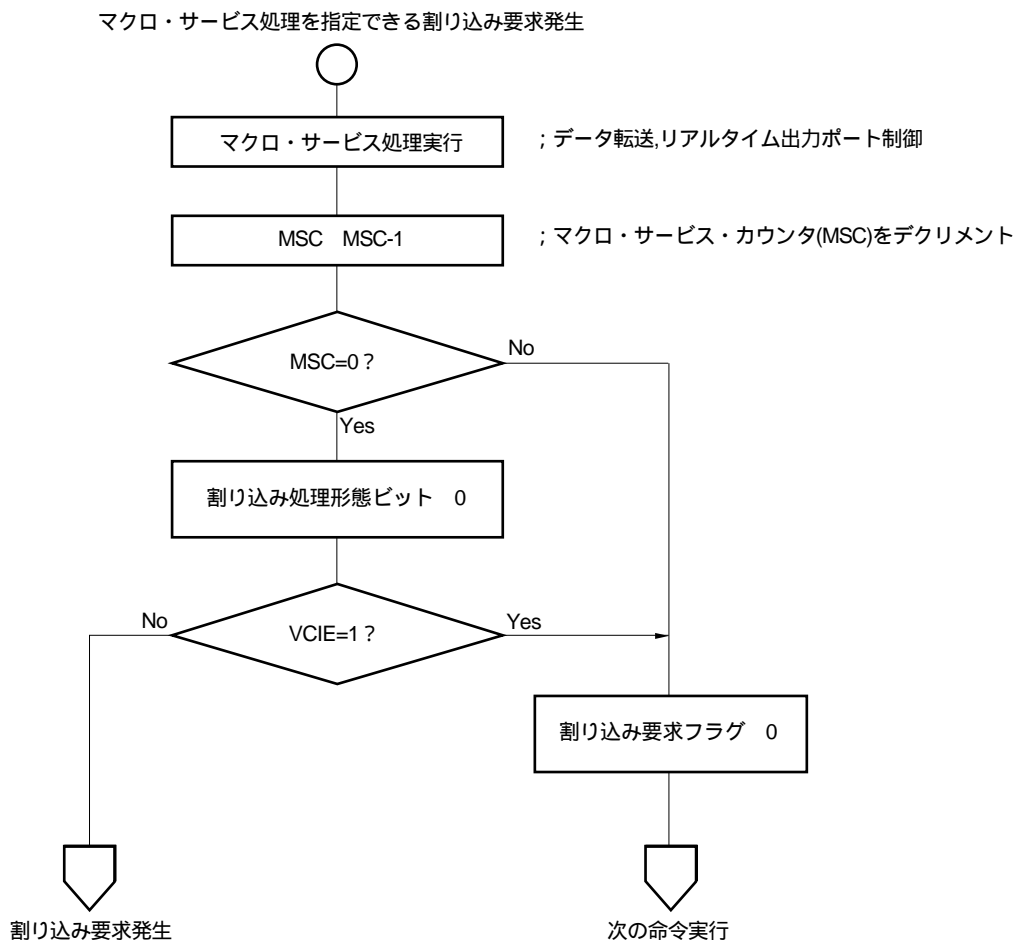 マクロ・サービス処理を指定できる割り込み要求発生
マクロ・サービス処理実行
；データ転送,リアルタイム出力ポート制御
MSC　MSC-1
；マクロ・サービス・カウンタ(MSC)をデクリメント
MSC=0？
No
Yes
割り込み処理形態ビット　0
No
VCIE=1？
Yes
割り込み要求フラグ　0
割り込み要求発生
次の命令実行